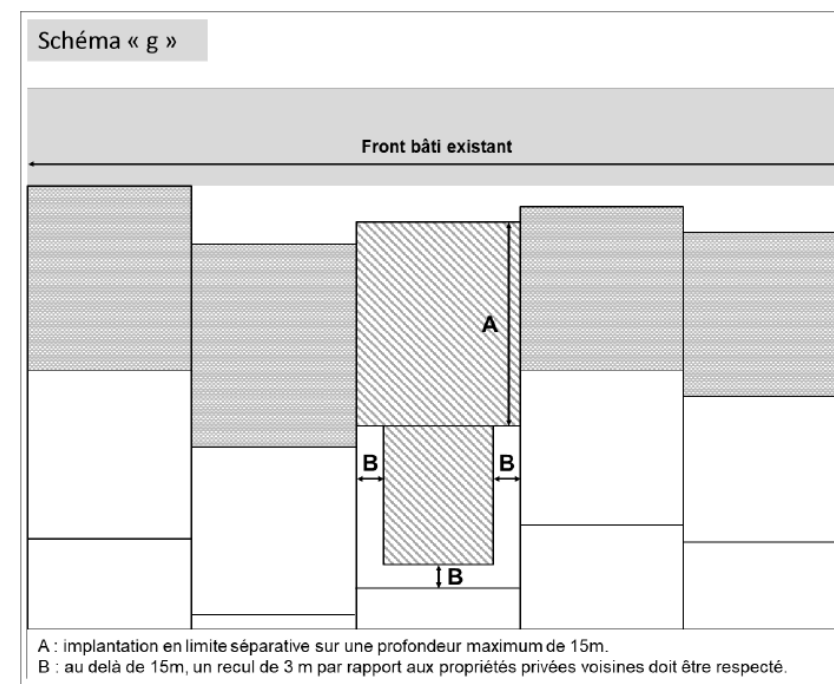 Schéma « g »
Front bâti existant
A
B
B
B
A : implantation en limite séparative sur une profondeur maximum de 15m.
B : au delà de 15m, un recul de 3 m par rapport aux propriétés privées voisines doit être respecté.